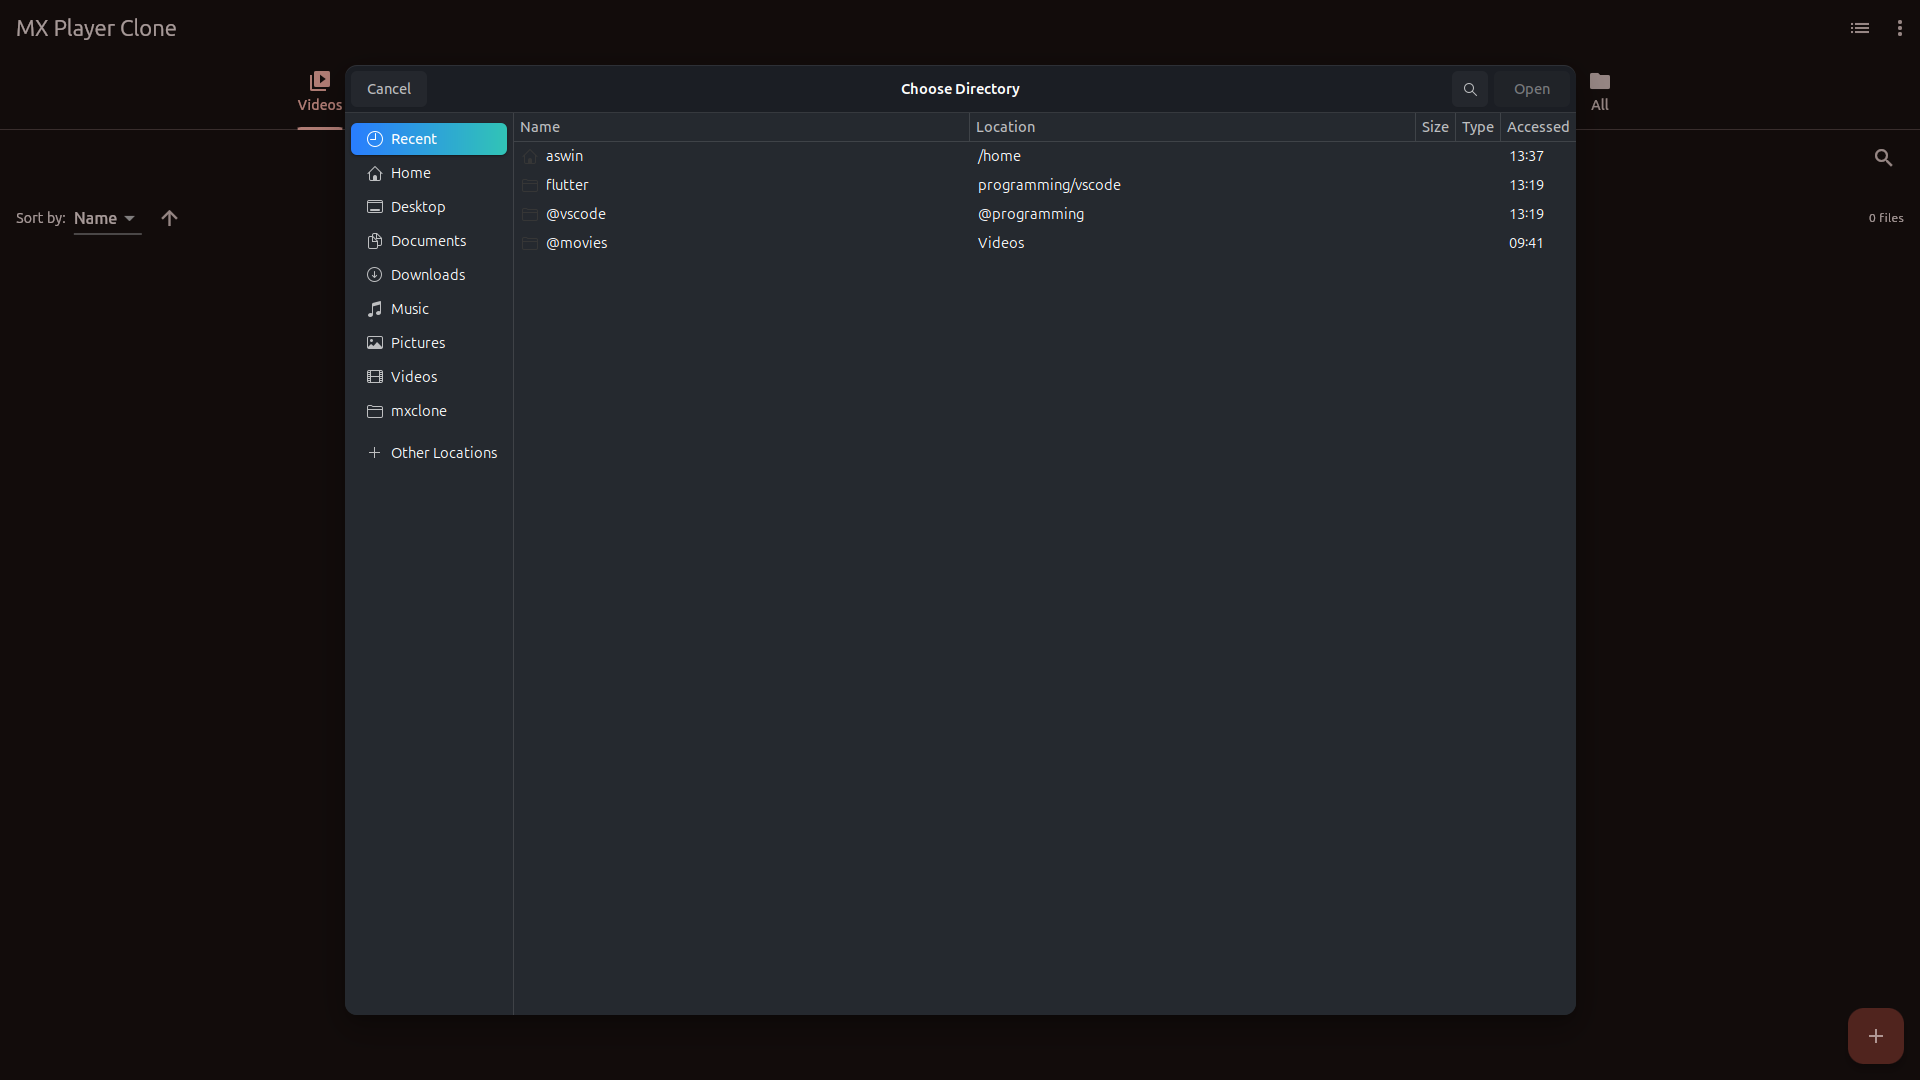 MX Player Clone
Videos
All
Cancel
Choose Directory
Open
Recent
Home
Desktop
Documents
Downloads
Music
Pictures
Videos
mxclone
Other Locations
Name Location Size Type Accessed
aswin /home 13:37
flutter programming/vscode 13:19
@vscode @programming 13:19
@movies Videos 09:41
Sort by: Name
0 files